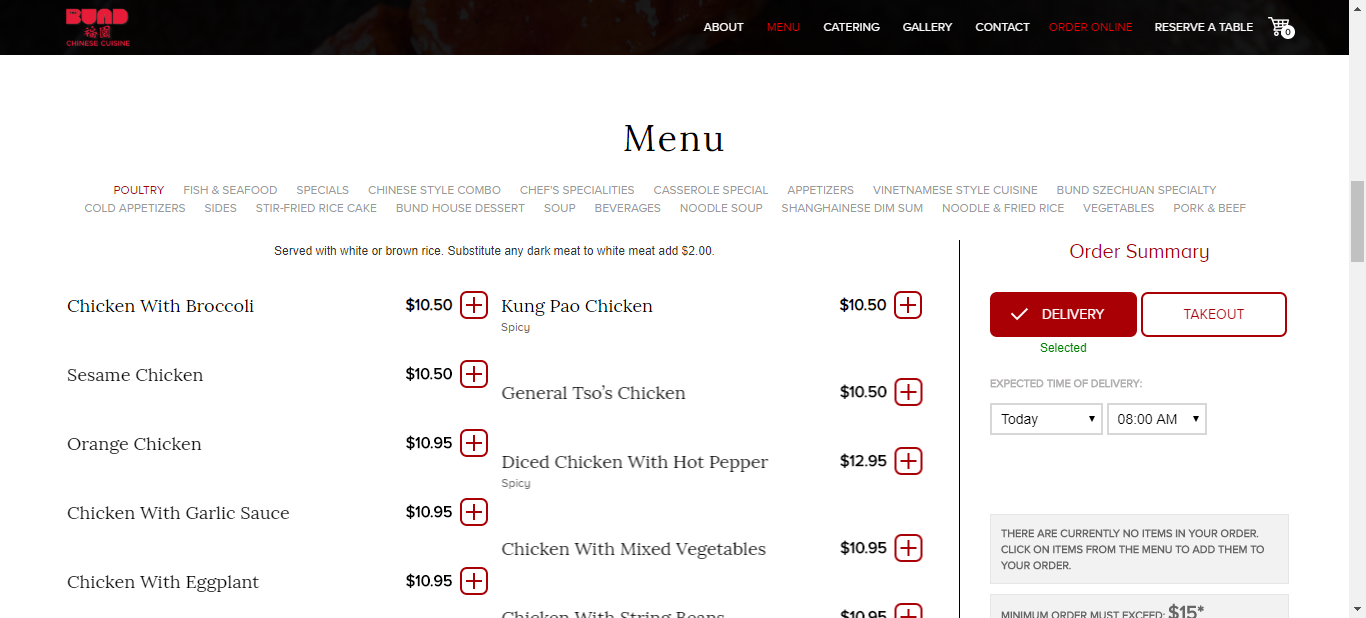 BUND
裕園
CHINESE CUISINE
ABOUT
MENU
CATERING
GALLERY
CONTACT
ORDER ONLINE
RESERVE A TABLE
0
Menu
POULTRY FISH & SEAFOOD SPECIALS CHINESE STYLE COMBO CHEF'S SPECIALITIES CASSEROLE SPECIAL APPETIZERS VINETNAMESE STYLE CUISINE BUND SZECHUAN SPECIALTY
COLD APPETIZERS SIDES STIR-FRIED RICE CAKE BUND HOUSE DESSERT SOUP BEVERAGES NOODLE SOUP SHANGHAINESE DIM SUM NOODLE & FRIED RICE VEGETABLES PORK & BEEF
Served with white or brown rice. Substitute any dark meat to white meat add $2.00.
Chicken With Broccoli $10.50
Sesame Chicken $10.50
Orange Chicken $10.95
Chicken With Garlic Sauce $10.95
Chicken With Eggplant $10.95
Kung Pao Chicken $10.50
Spicy
General Tso's Chicken $10.50
Diced Chicken With Hot Pepper $12.95
Spicy
Chicken With Mixed Vegetables $10.95
Chicken With String Beans $10.95
Order Summary
DELIVERY
TAKEOUT
Selected
EXPECTED TIME OF DELIVERY:
Today
08:00 AM
THERE ARE CURRENTLY NO ITEMS IN YOUR ORDER.
CLICK ON ITEMS FROM THE MENU TO ADD THEM TO
YOUR ORDER.
MINIMUM ORDER MUST EXCEED: $15*